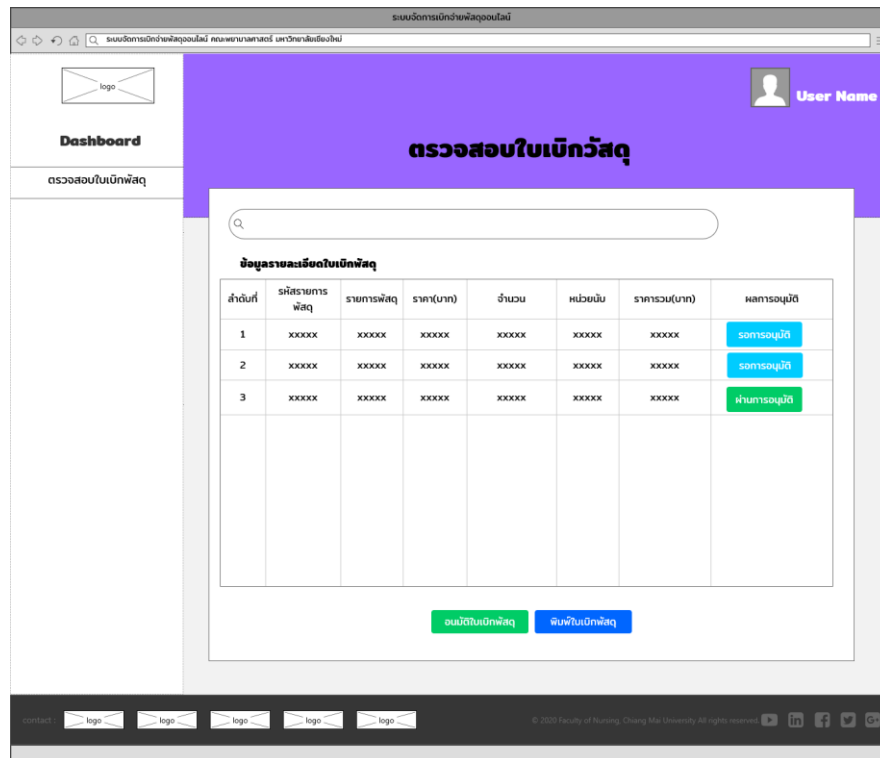 ระบบจัดการเบิกจ่ายพัสดุออนไลน์
ระบบจัดการเบิกจ่ายพัสดุออนไลน์ คณะพยาบาลศาสตร์ มหาวิทยาลัยเชียงใหม่
logo
User Name
Dashboard
ตรวจสอบใบเบิกวัสดุ
ตรวจสอบใบเบิกพัสดุ
ข้อมูลรายละเอียดใบเบิกพัสดุ
ลำดับที่ รหัสรายการพัสดุ รายการพัสดุ ราคา(บาท) จำนวน หน่วยนับ ราคารวม(บาท) ผลการอนุมัติ
1 xxxxx xxxxx xxxxx xxxxx xxxxx xxxxx รอการอนุมัติ
2 xxxxx xxxxx xxxxx xxxxx xxxxx xxxxx รอการอนุมัติ
3 xxxxx xxxxx xxxxx xxxxx xxxxx xxxxx ผ่านการอนุมัติ
อนมัติใบเบิกพัสดุ พิมพ์ใบเบิกพัสดุ
contact : logo logo logo logo logo © 2020 Faculty of Nursing, Chiang Mai University All rights reserved.